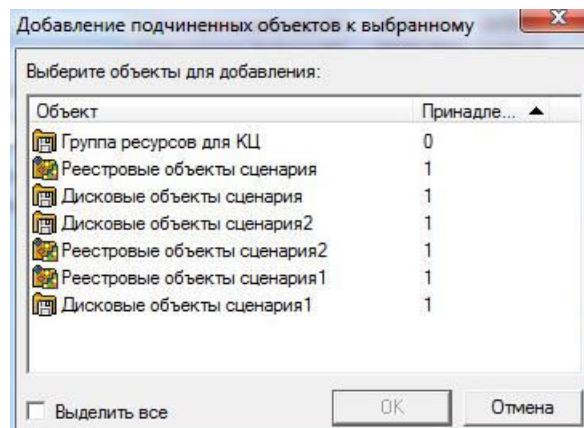 Добавление подчиненных объектов к выбранному
Выберите объекты для добавления:
Объект Принадле...
Группа ресурсов для КЦ 0
Реестровые объекты сценария 1
Дисковые объекты сценария 1
Дисковые объекты сценария2 1
Реестровые объекты сценария2 1
Реестровые объекты сценария1 1
Дисковые объекты сценария1 1
Выделить все OK Отмена